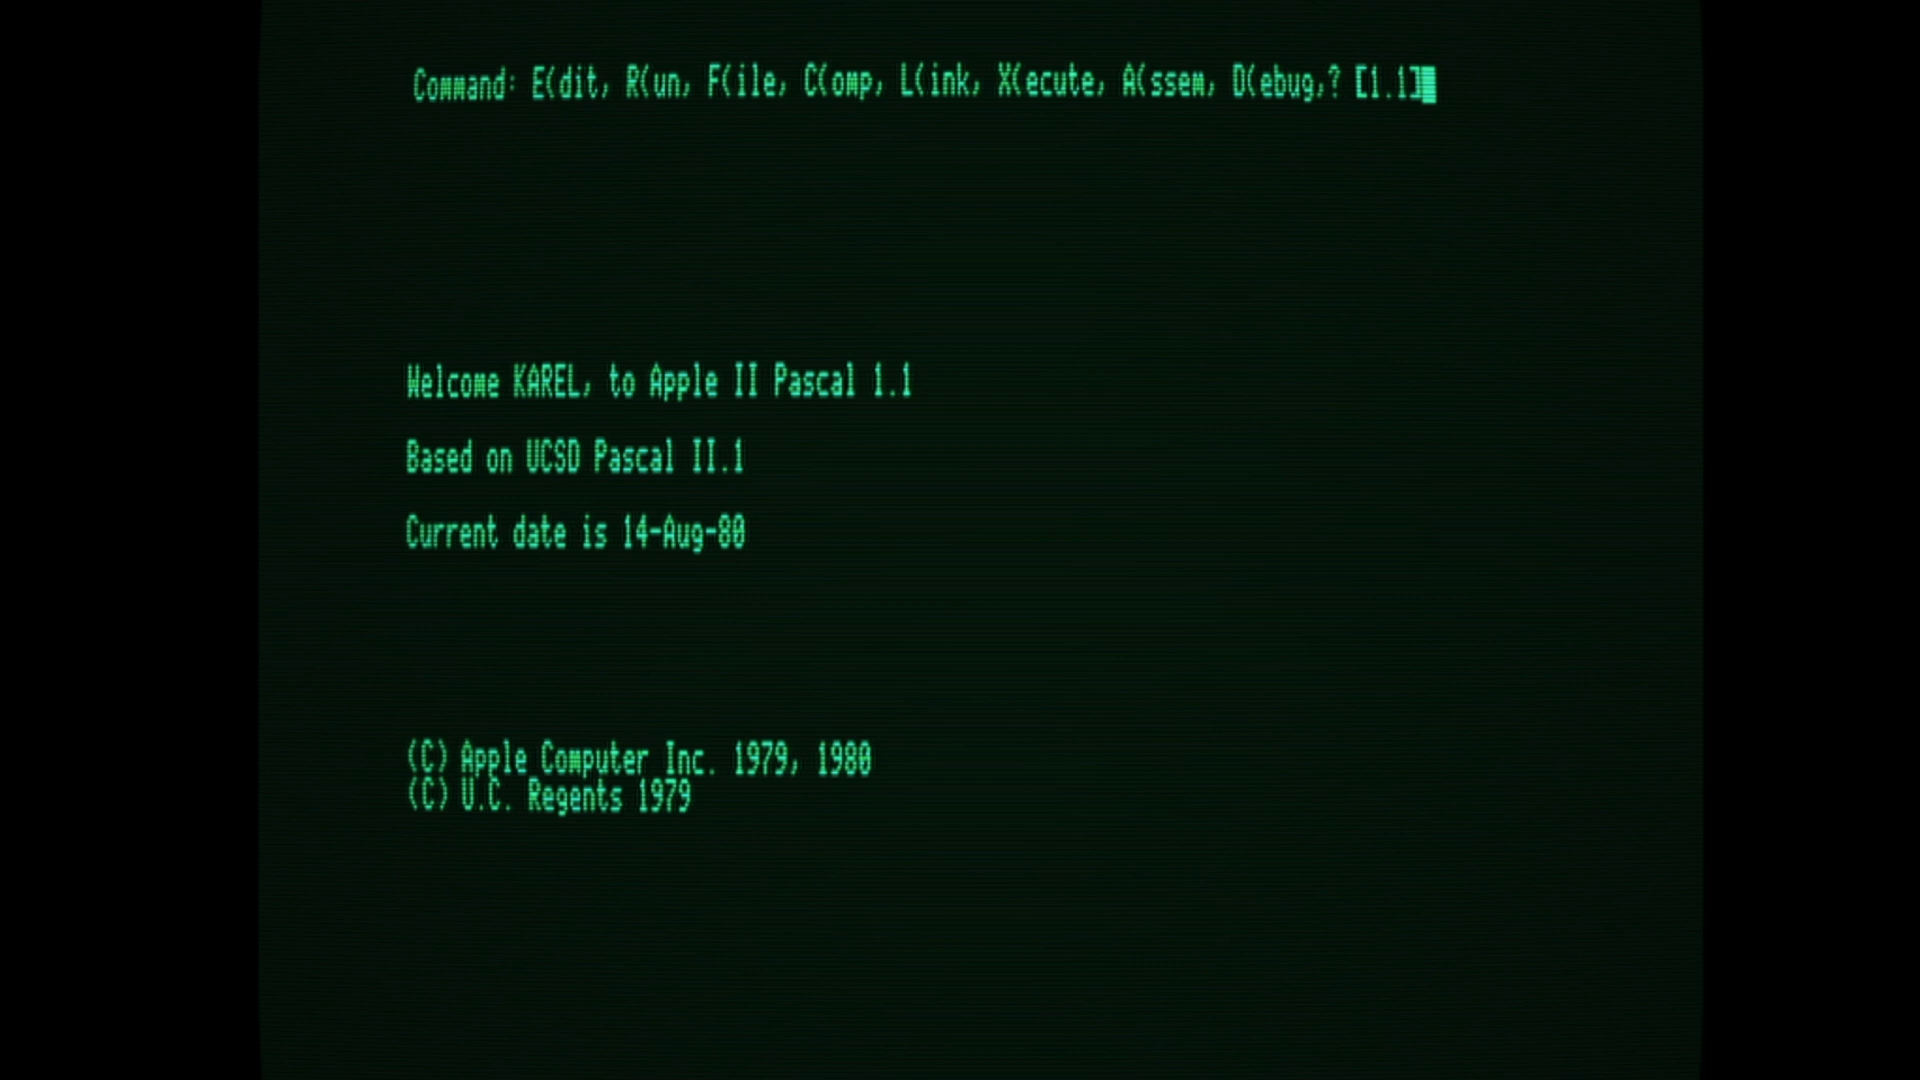 Command: E(dit, R(un, F(ile, C(omp, L(ink, X(ecute, A(ssem, D(ebug,? [1.1]
Welcome KAREL, to Apple II Pascal 1.1
Based on UCSD Pascal II.1
Current date is 14-Aug-80
(C) Apple Computer Inc. 1979, 1980
(C) U.C. Regents 1979